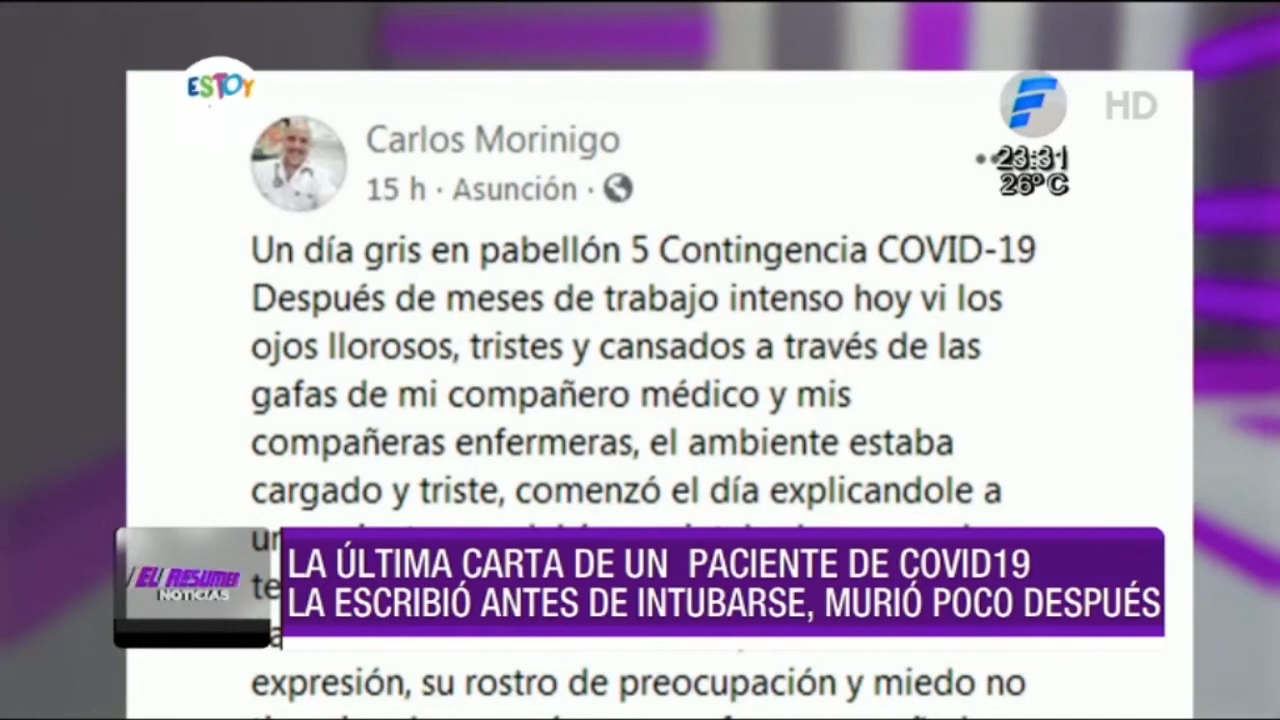 ESTOY
HD
23:31
26°C
Carlos Morinigo
15 h · Asunción ·
Un día gris en pabellón 5 Contingencia COVID-19
Después de meses de trabajo intenso hoy vi los
ojos llorosos, tristes y cansados a través de las
gafas de mi compañero médico y mis
compañeras enfermeras, el ambiente estaba
cargado y triste, comenzó el día explicandole a
EL RESUMEN
NOTICIAS
LA ÚLTIMA CARTA DE UN PACIENTE DE COVID19
LA ESCRIBIÓ ANTES DE INTUBARSE, MURIÓ POCO DESPUÉS
expresión, su rostro de preocupación y miedo no